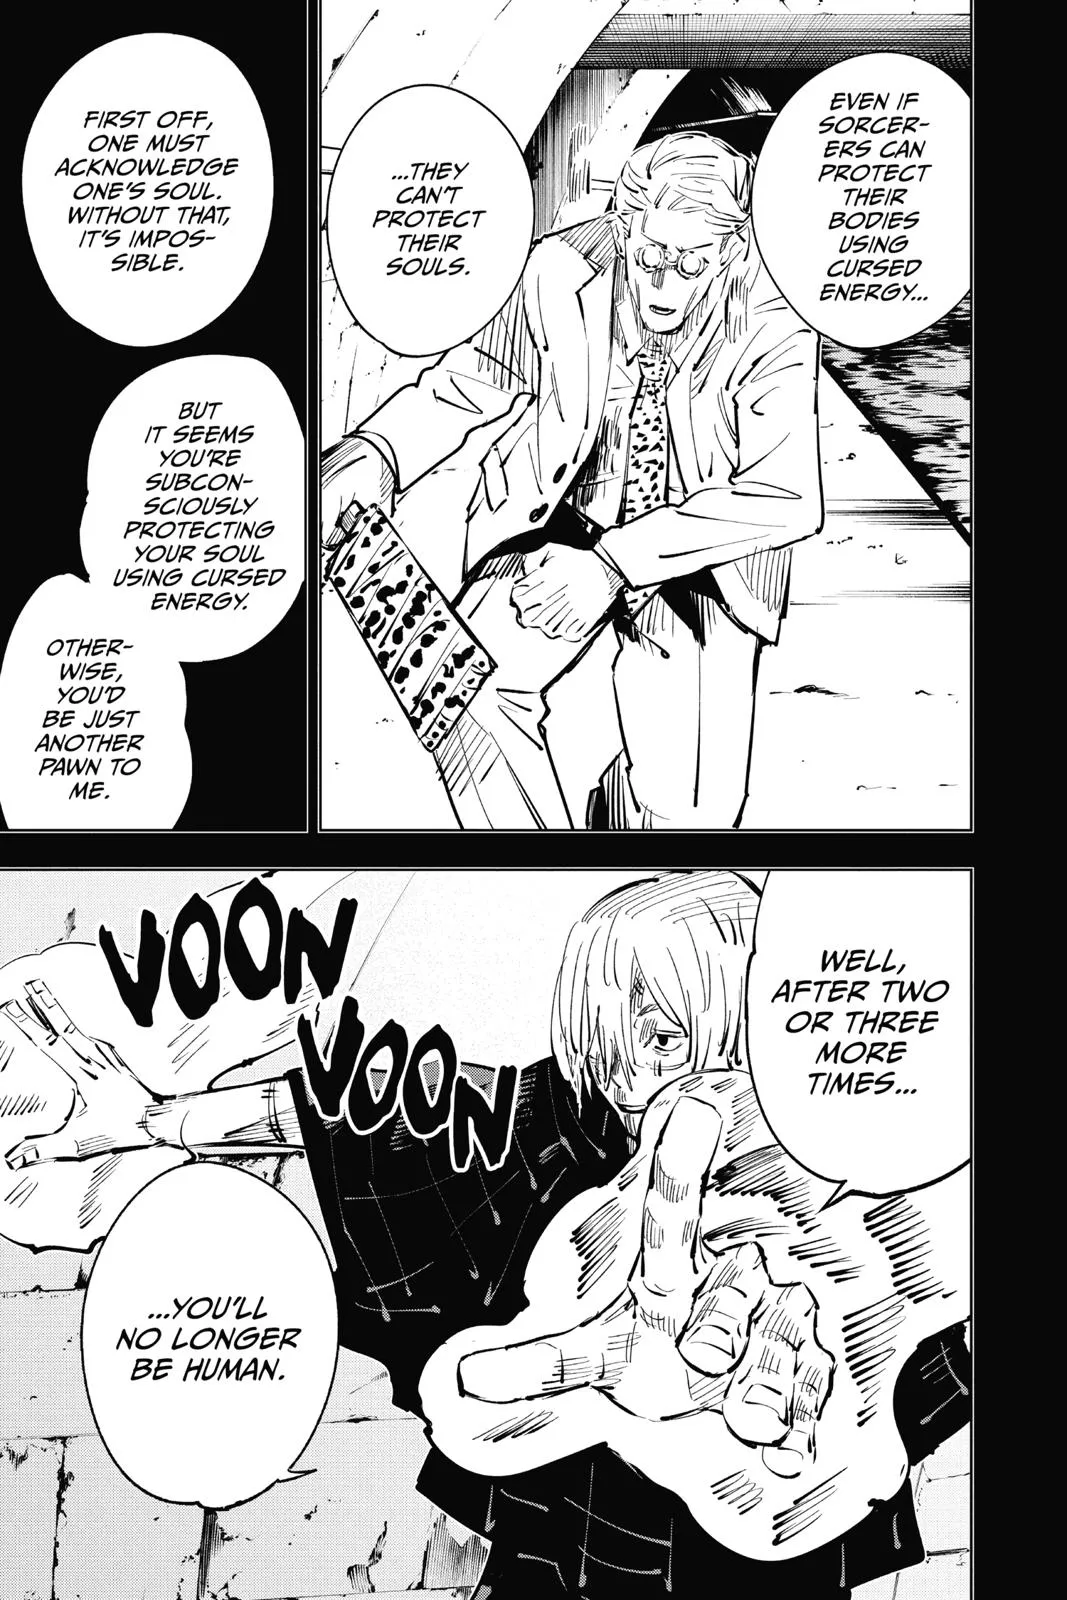 EVEN IF
SORCER-
ERS CAN
PROTECT
THEIR
BODIES
USING
CURSED
ENERGY...
...THEY
CAN'T
PROTECT
THEIR
SOULS.
FIRST OFF,
ONE MUST
ACKNOWLEDGE
ONE'S SOUL.
WITHOUT THAT,
IT'S IMPOS-
SIBLE.
BUT
IT SEEMS
YOU'RE
SUBCON-
SCIOUSLY
PROTECTING
YOUR SOUL
USING CURSED
ENERGY.
OTHER-
WISE,
YOU'D
BE JUST
ANOTHER
PAWN TO
ME.
WELL,
AFTER TWO
OR THREE
MORE
TIMES...
VOON
VOON
...YOU'LL
NO LONGER
BE HUMAN.